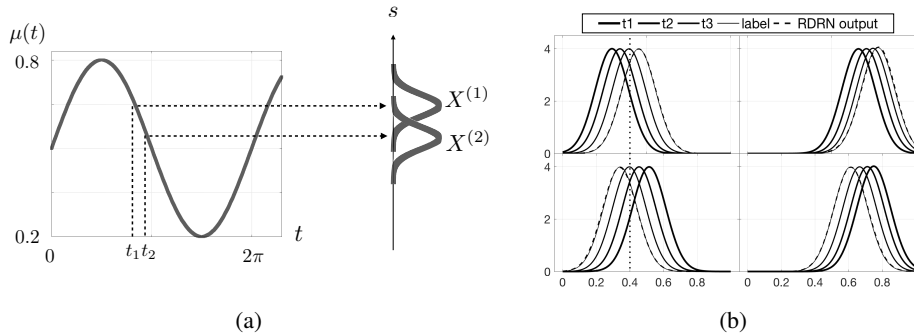 μ(t)
0.8
0.2
0
t₁t₂
2π
t
s
X⁽¹⁾
X⁽²⁾
(a)
t1 t2 t3 label RDRN output
4
2
0
4
2
0
0 0.2 0.4 0.6 0.8
0 0.2 0.4 0.6 0.8
(b)